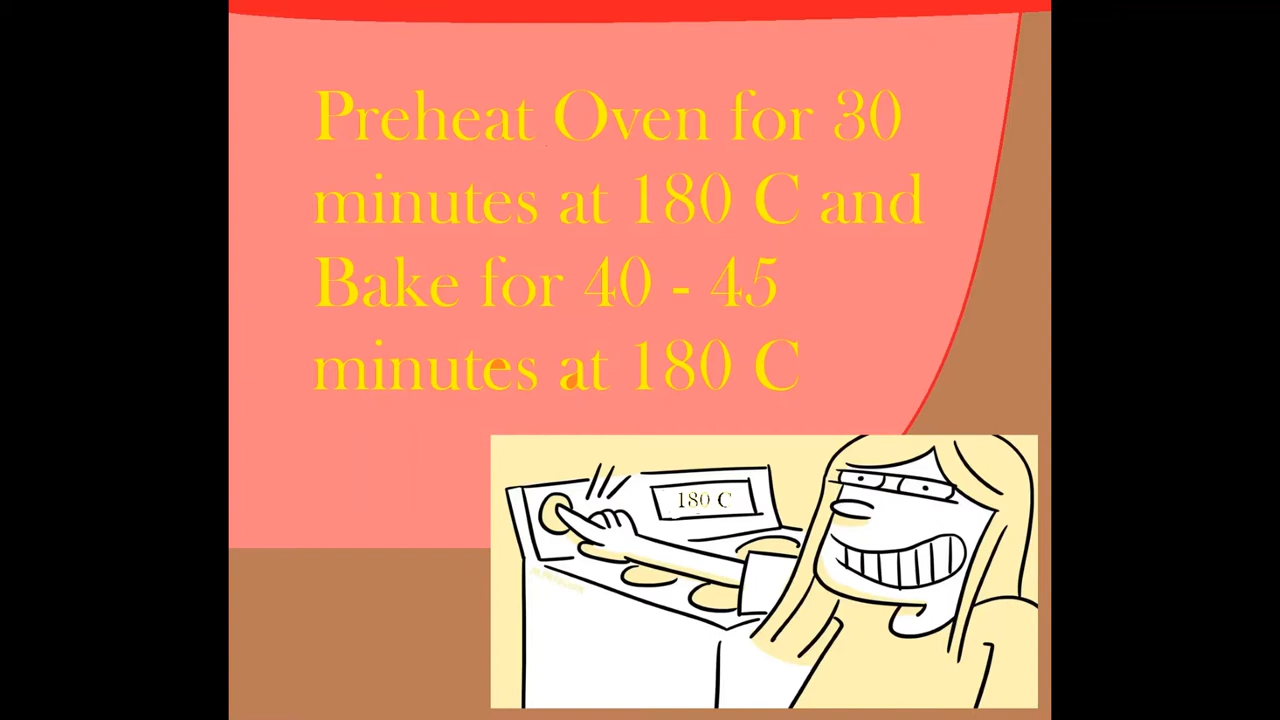 Preheat Oven for 30
minutes at 180 C and
Bake for 40 - 45
minutes at 180 C
180 C